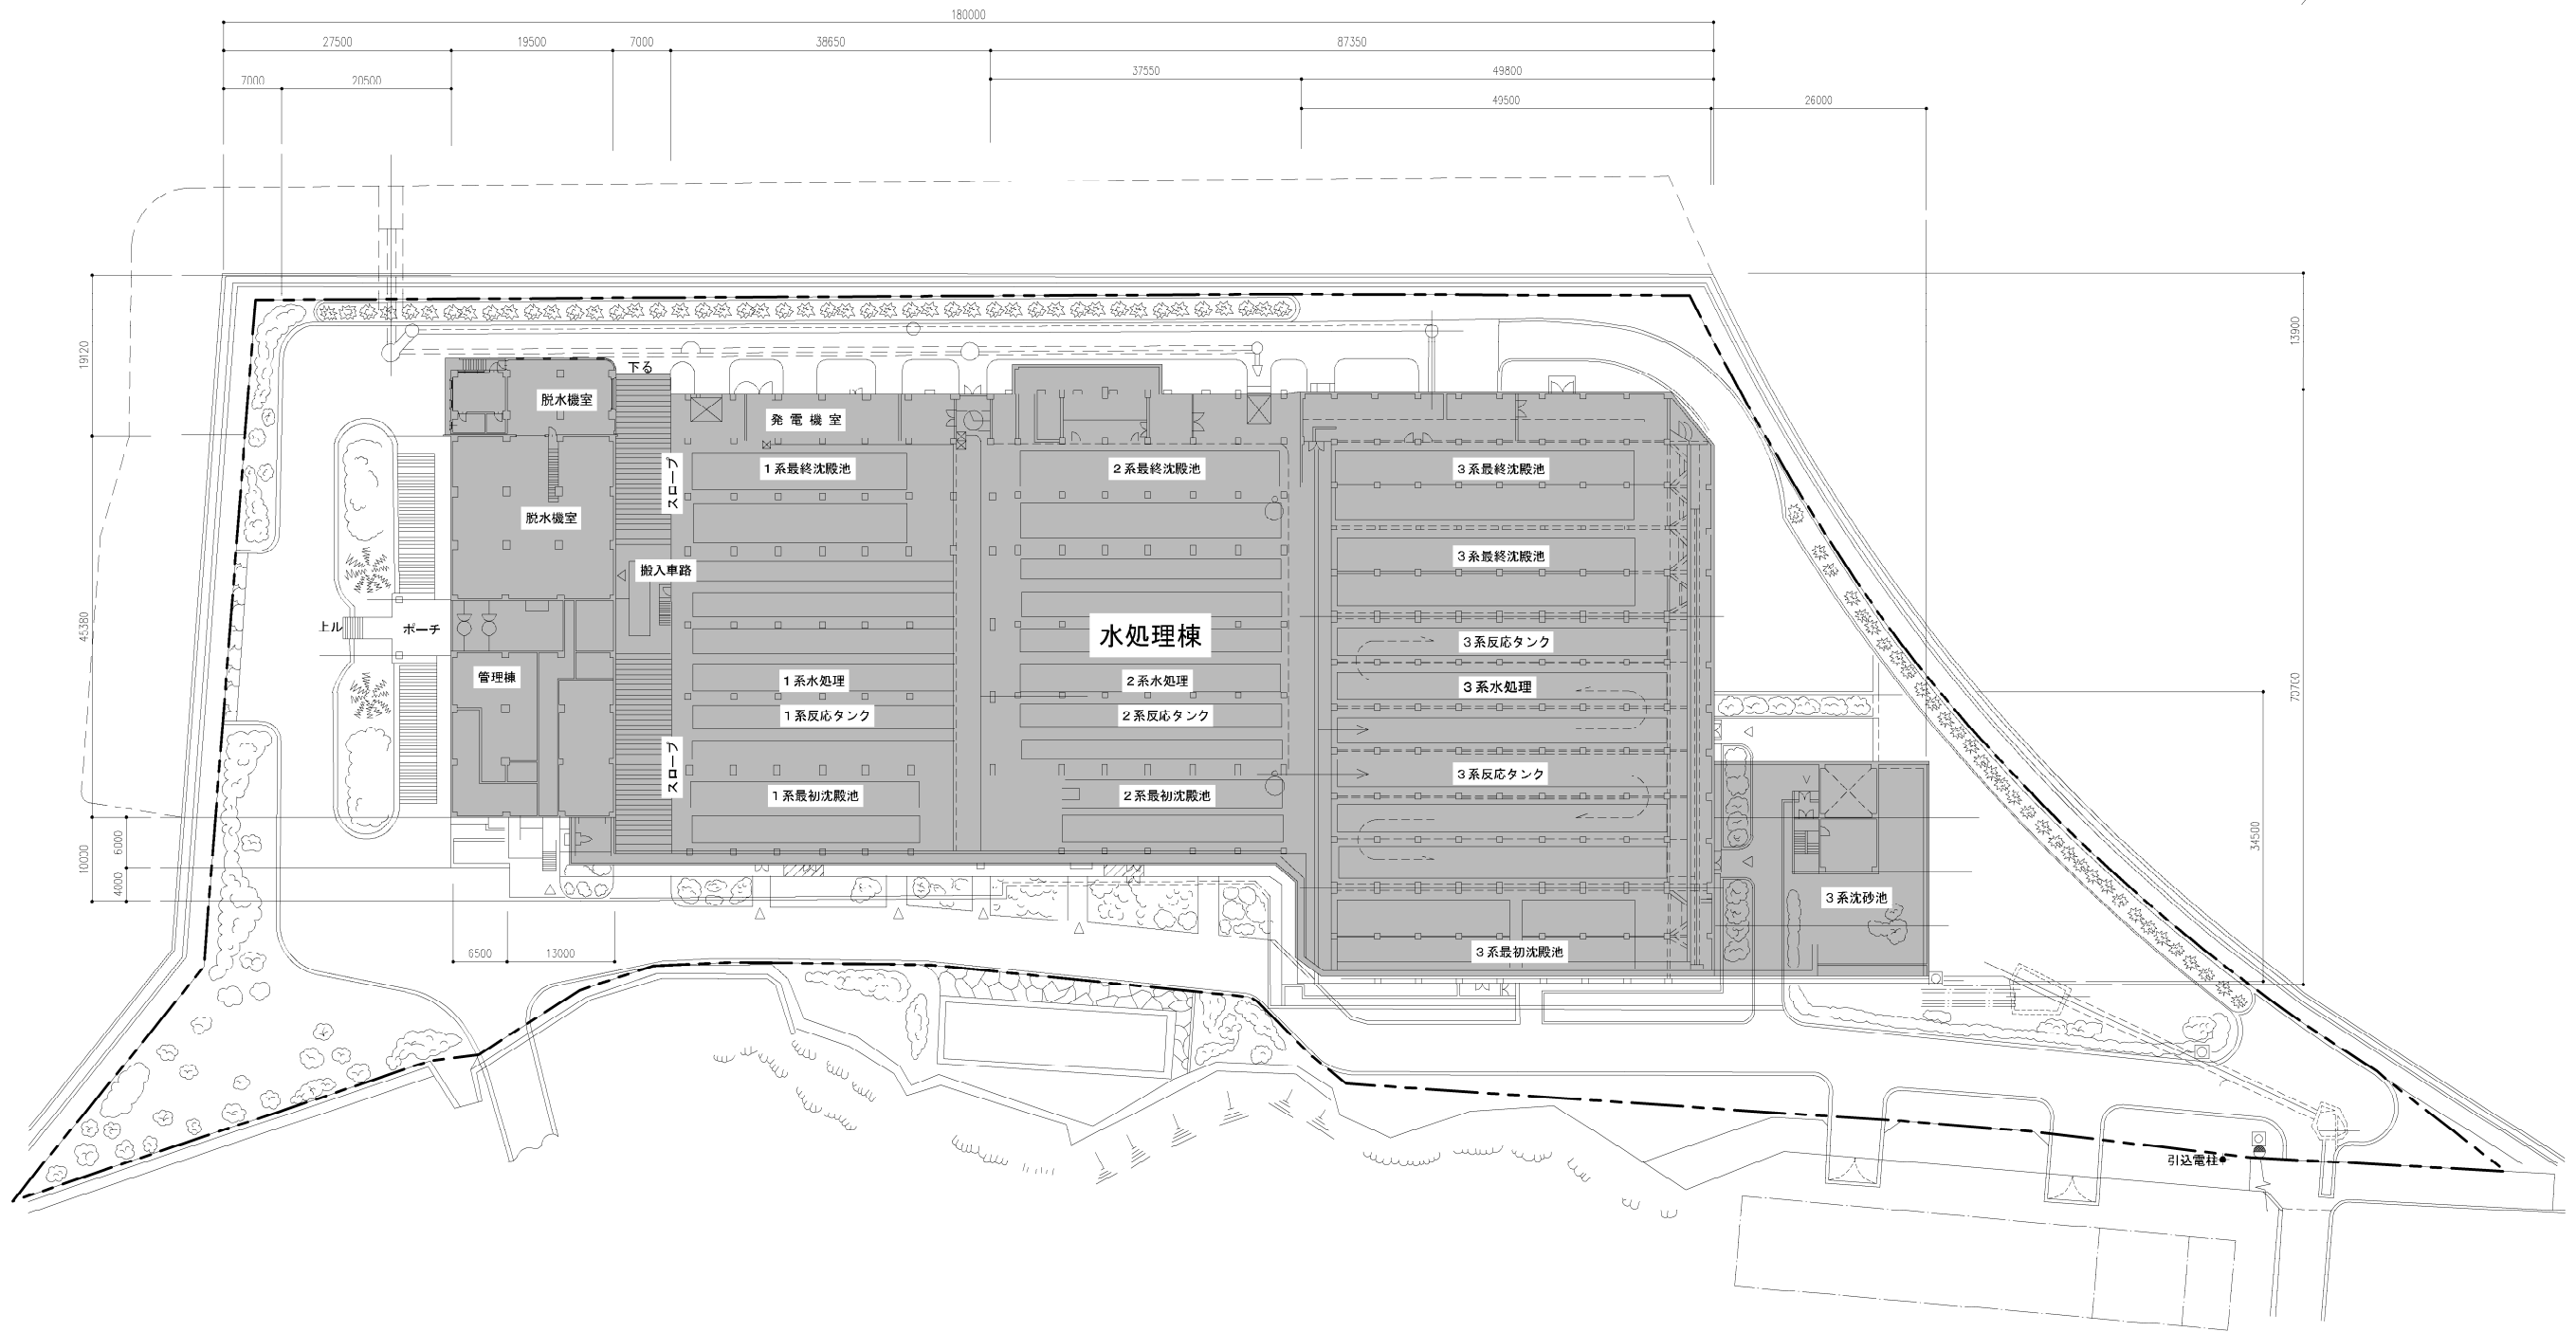 180000
27500
19500
7000
38650
87350
37550
49800
7000
20500
49500
26000
19120
45380
10000
6000
4000
13900
70700
34500
下る
脱水機室
発電機室
スロープ
1系最終沈殿池
2系最終沈殿池
3系最終沈殿池
脱水機室
3系最終沈殿池
搬入車路
上ル
ポーチ
水処理棟
3系反応タンク
管理棟
1系水処理
2系水処理
3系水処理
1系反応タンク
2系反応タンク
スロープ
3系反応タンク
1系最初沈殿池
2系最初沈殿池
3系沈砂池
3系最初沈殿池
6500
13000
引込電柱